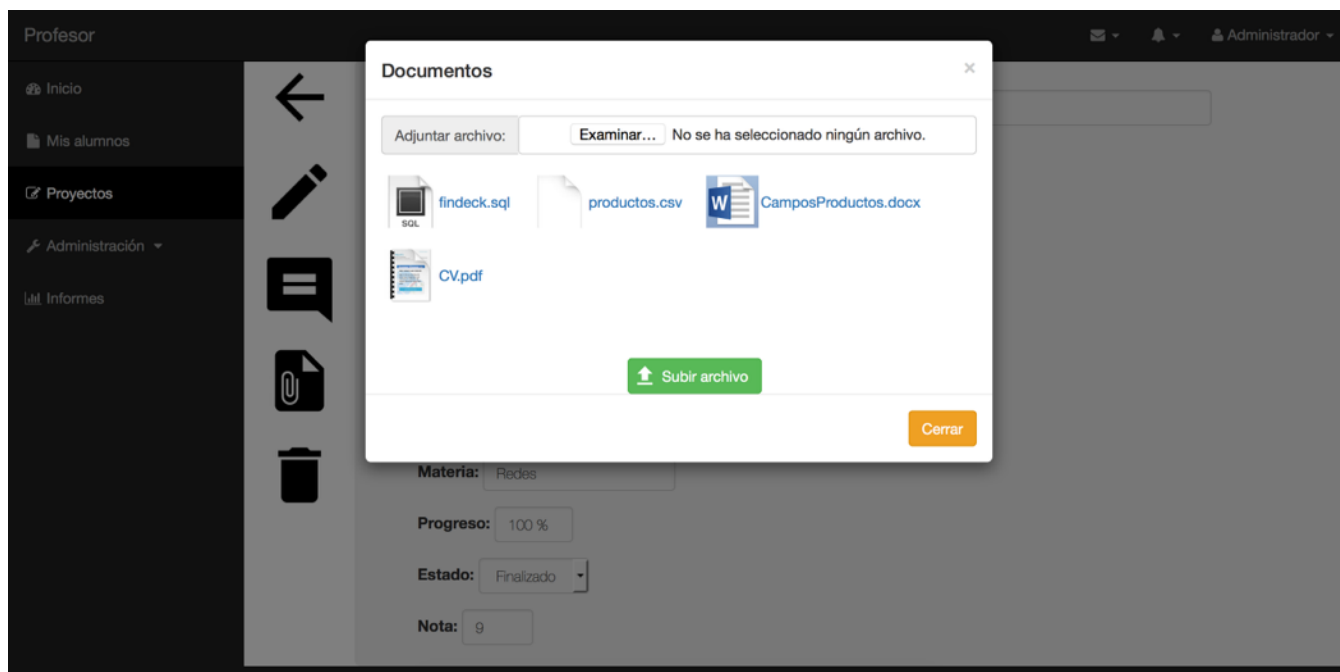 Profesor
Administrador
Inicio
Mis alumnos
Proyectos
Administración
Informes
Documentos
×
Adjuntar archivo: Examinar... No se ha seleccionado ningún archivo.
SQL
findeck.sql productos.csv W CamposProductos.docx
CV.pdf
Subir archivo
Cerrar
Materia: Redes
Progreso: 100 %
Estado: Finalizado
Nota: 9